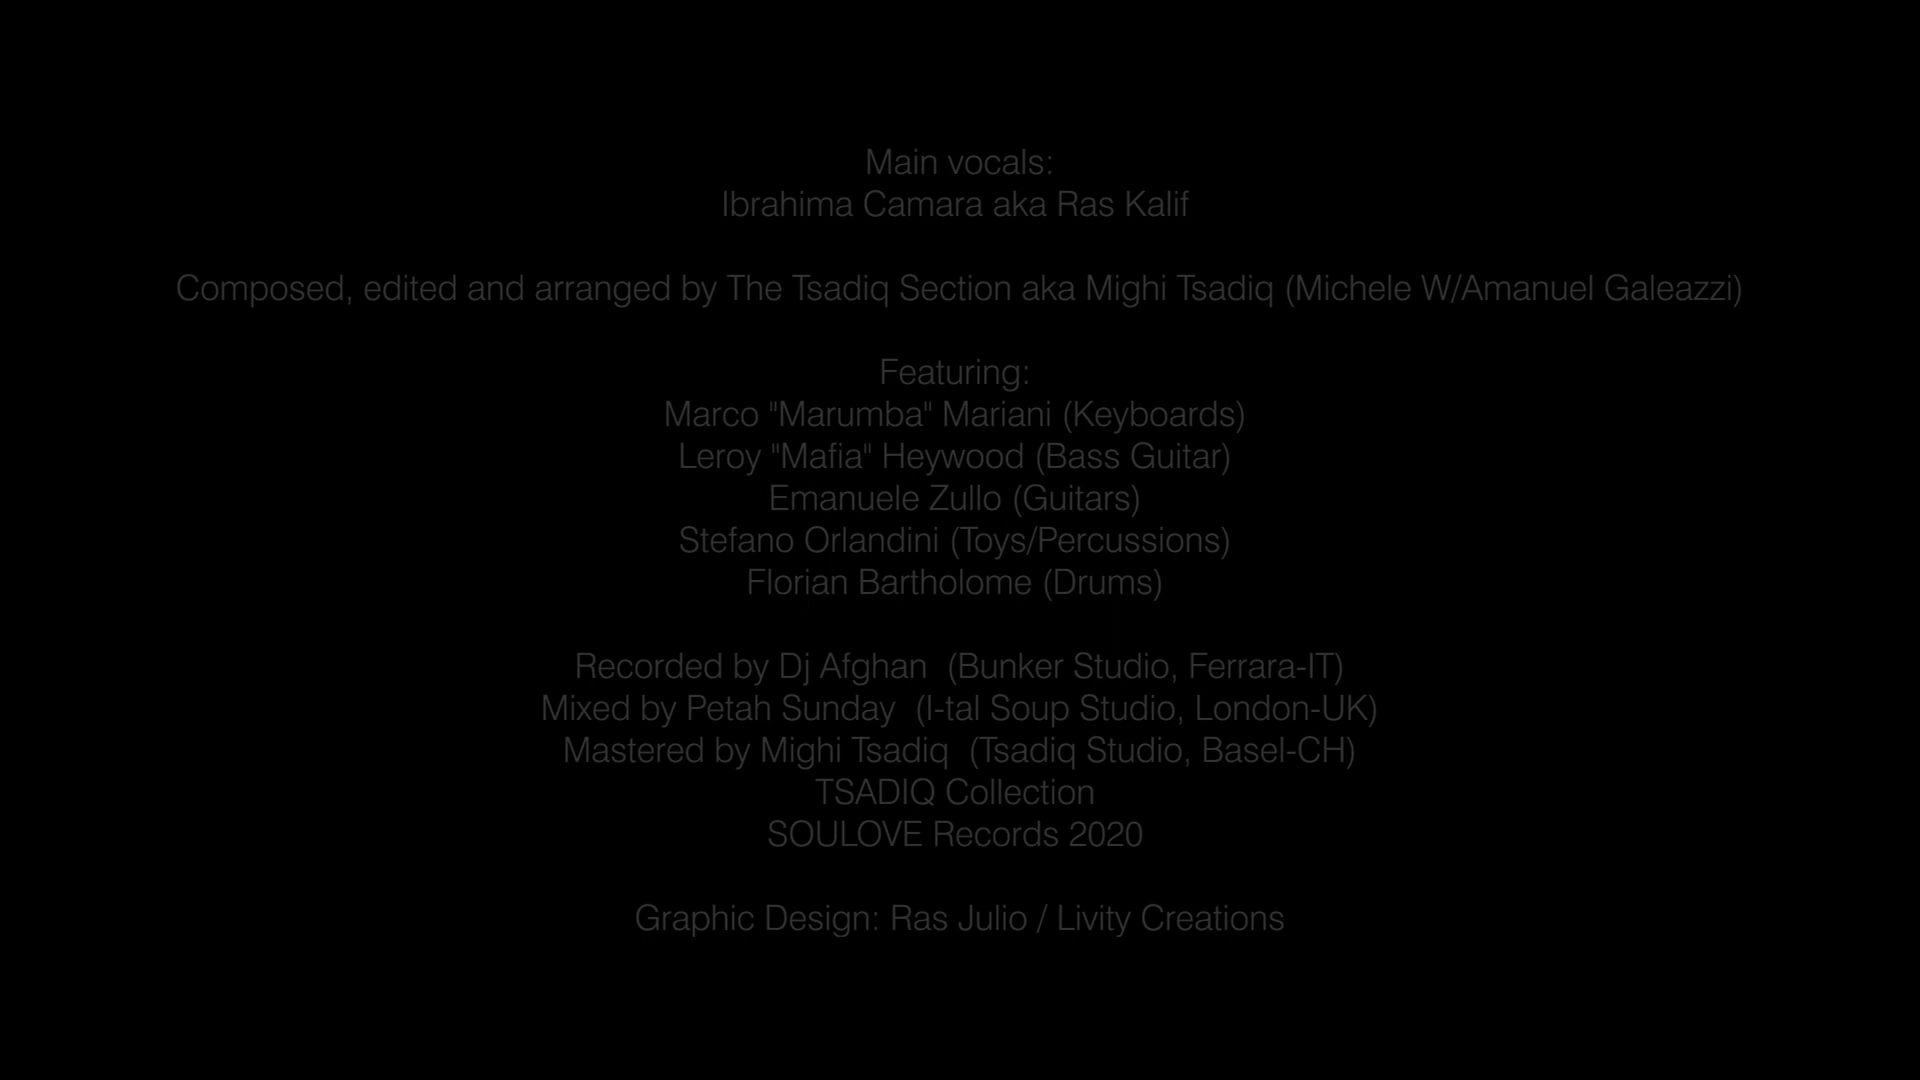 Main vocals:
Ibrahima Camara aka Ras Kalif
Composed, edited and arranged by The Tsadiq Section aka Mighi Tsadiq (Michele W/Amanuel Galeazzi)
Featuring:
Marco "Marumba" Mariani (Keyboards)
Leroy "Mafia" Heywood (Bass Guitar)
Emanuele Zullo (Guitars)
Stefano Orlandini (Toys/Percussions)
Florian Bartholome (Drums)
Recorded by Dj Afghan  (Bunker Studio, Ferrara-IT)
Mixed by Petah Sunday  (I-tal Soup Studio, London-UK)
Mastered by Mighi Tsadiq  (Tsadiq Studio, Basel-CH)
TSADIQ Collection
SOULOVE Records 2020
Graphic Design: Ras Julio / Livity Creations